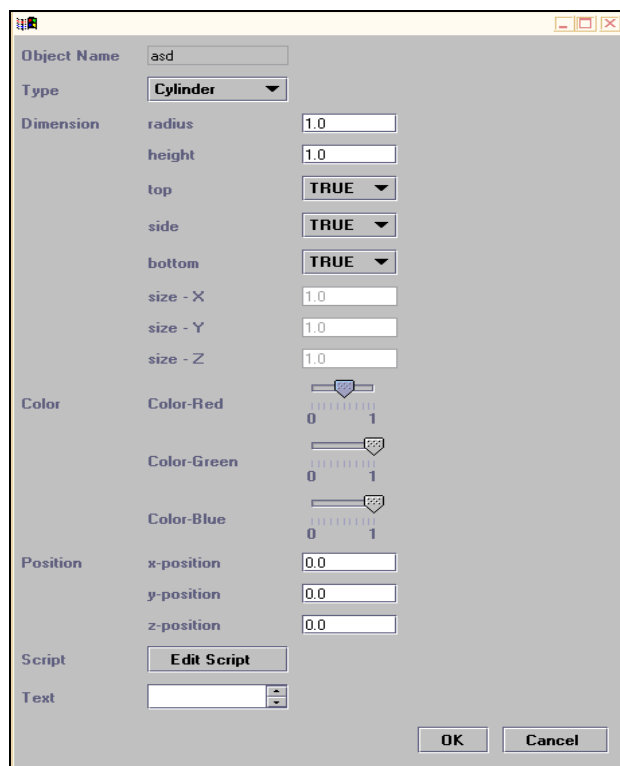 Object Name asd
Type Cylinder
Dimension radius 1.0
height 1.0
top TRUE
side TRUE
bottom TRUE
size - X 1.0
size - Y 1.0
size - Z 1.0
Color Color-Red
0 1
Color-Green
0 1
Color-Blue
0 1
Position x-position 0.0
y-position 0.0
z-position 0.0
Script Edit Script
Text
OK Cancel